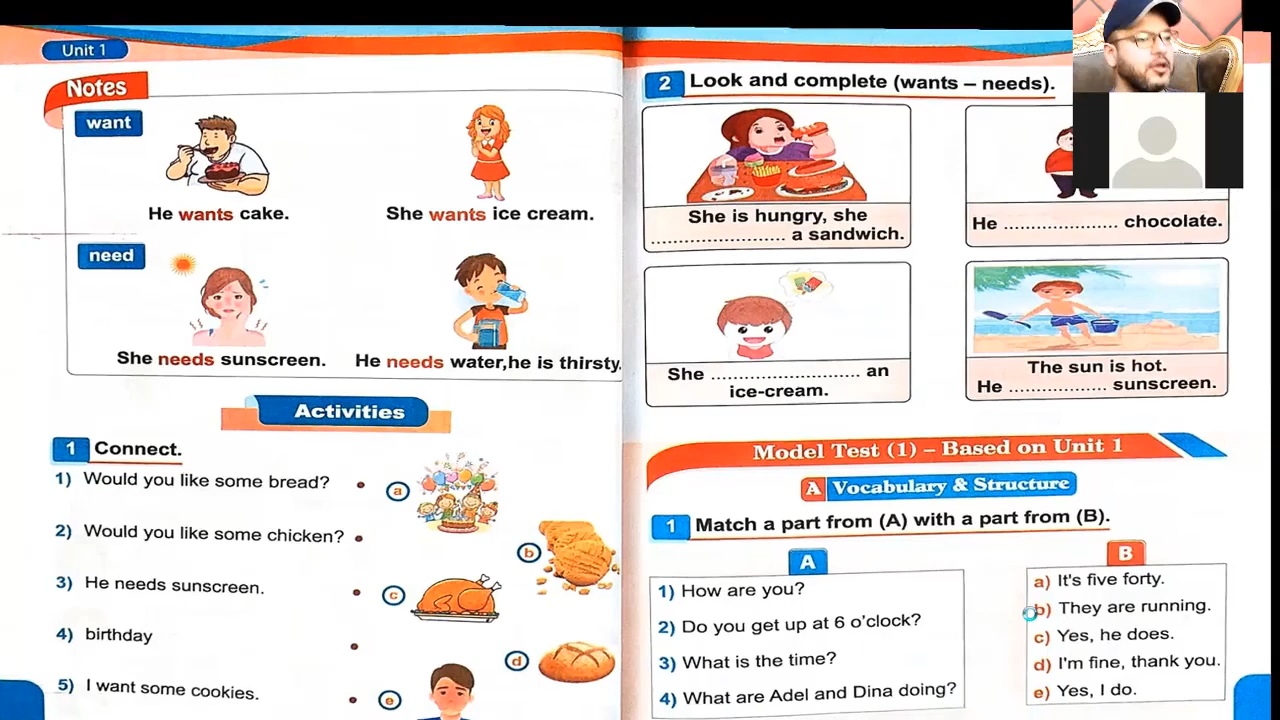 Unit 1
Notes
want
He wants cake.
She wants ice cream.
need
She needs sunscreen.
He needs water,he is thirsty.
Activities
1 Connect.
1) Would you like some bread?
2) Would you like some chicken?
3) He needs sunscreen.
4) birthday
5) I want some cookies.
a
b
c
d
e
2 Look and complete (wants – needs).
She is hungry, she
........................ a sandwich.
He ..................... chocolate.
She ........................... an
ice-cream.
The sun is hot.
He .................. sunscreen.
Model Test (1) – Based on Unit 1
A Vocabulary & Structure
1 Match a part from (A) with a part from (B).
A
1) How are you?
2) Do you get up at 6 o'clock?
3) What is the time?
4) What are Adel and Dina doing?
B
a) It's five forty.
b) They are running.
c) Yes, he does.
d) I'm fine, thank you.
e) Yes, I do.